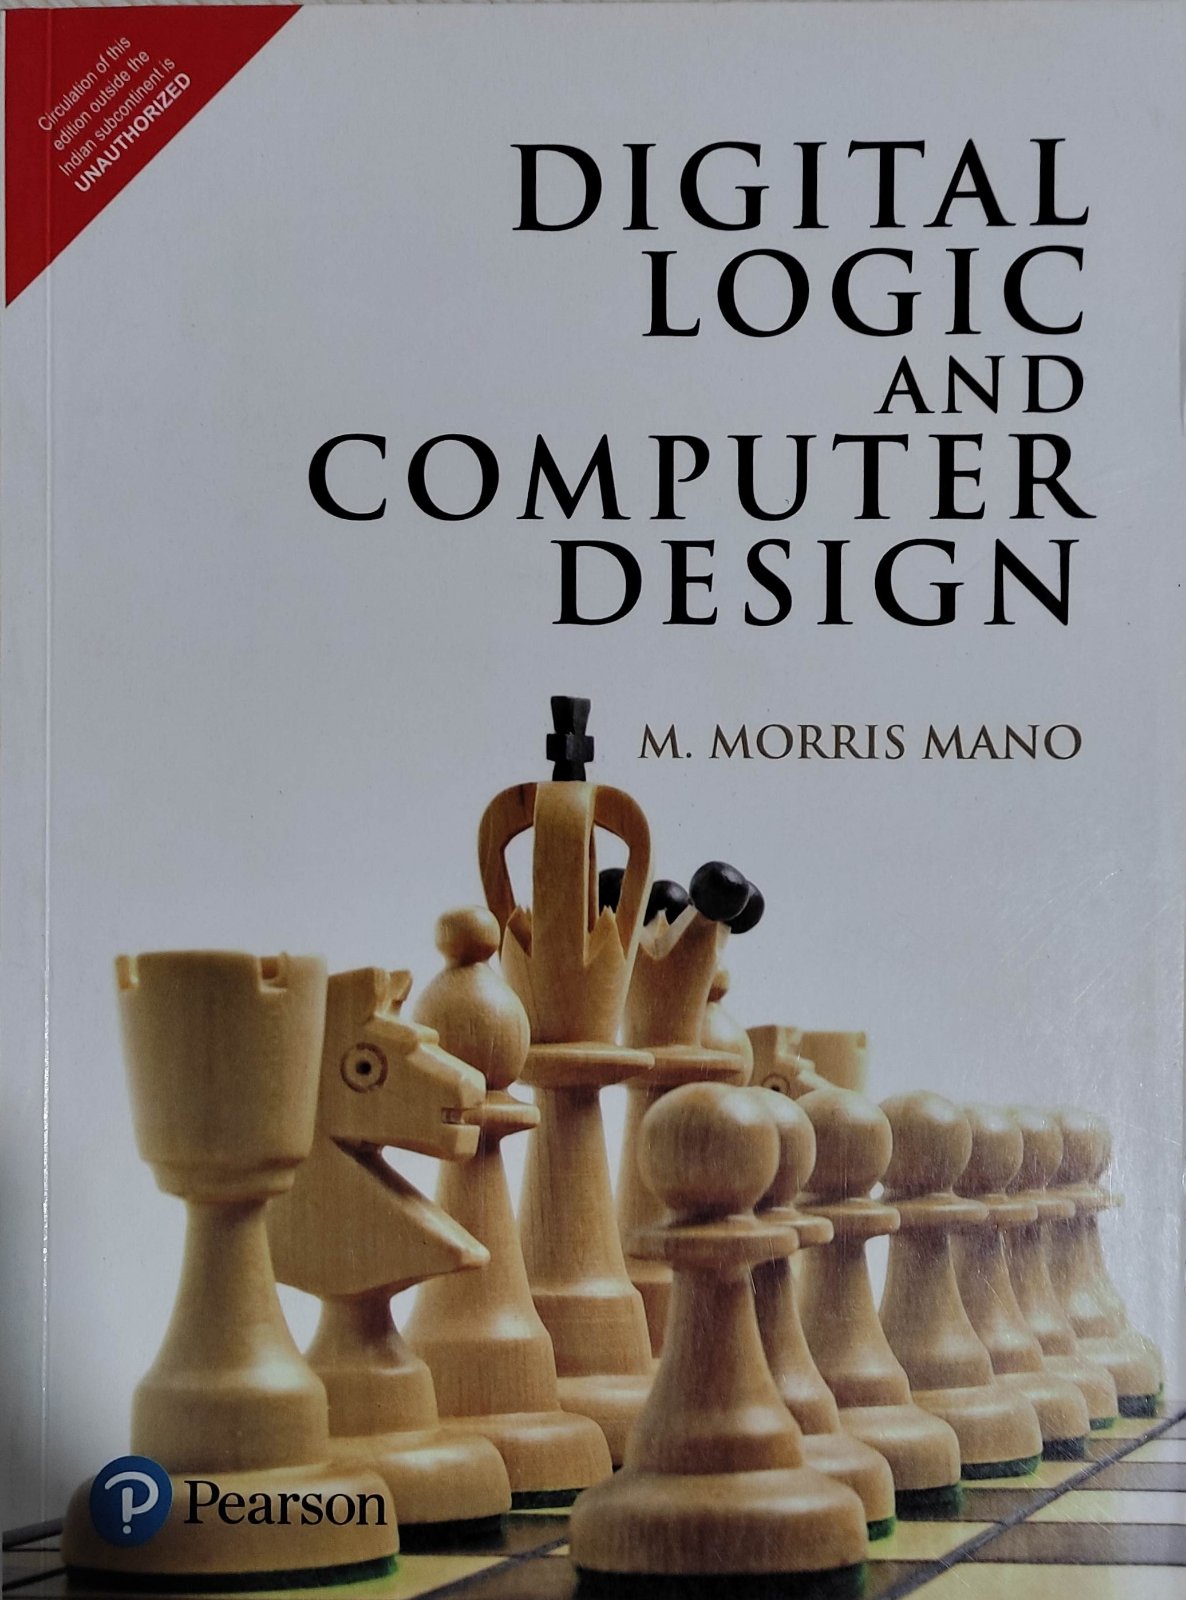 Circulation of this
edition outside the
Indian subcontinent is
UNAUTHORIZED
DIGITAL
LOGIC
AND
COMPUTER
DESIGN
M. MORRIS MANO
Pearson